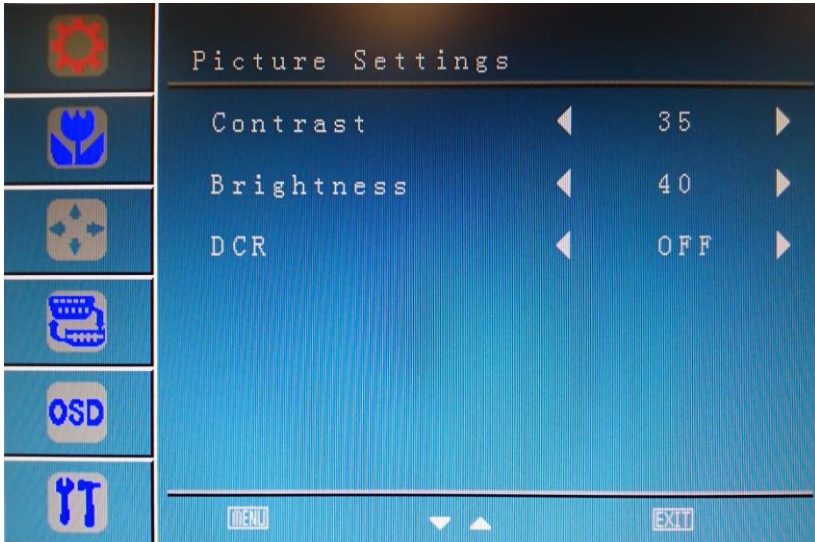 Picture Settings
Contrast 35
Brightness 40
DCR OFF
OSD
MENU EXIT